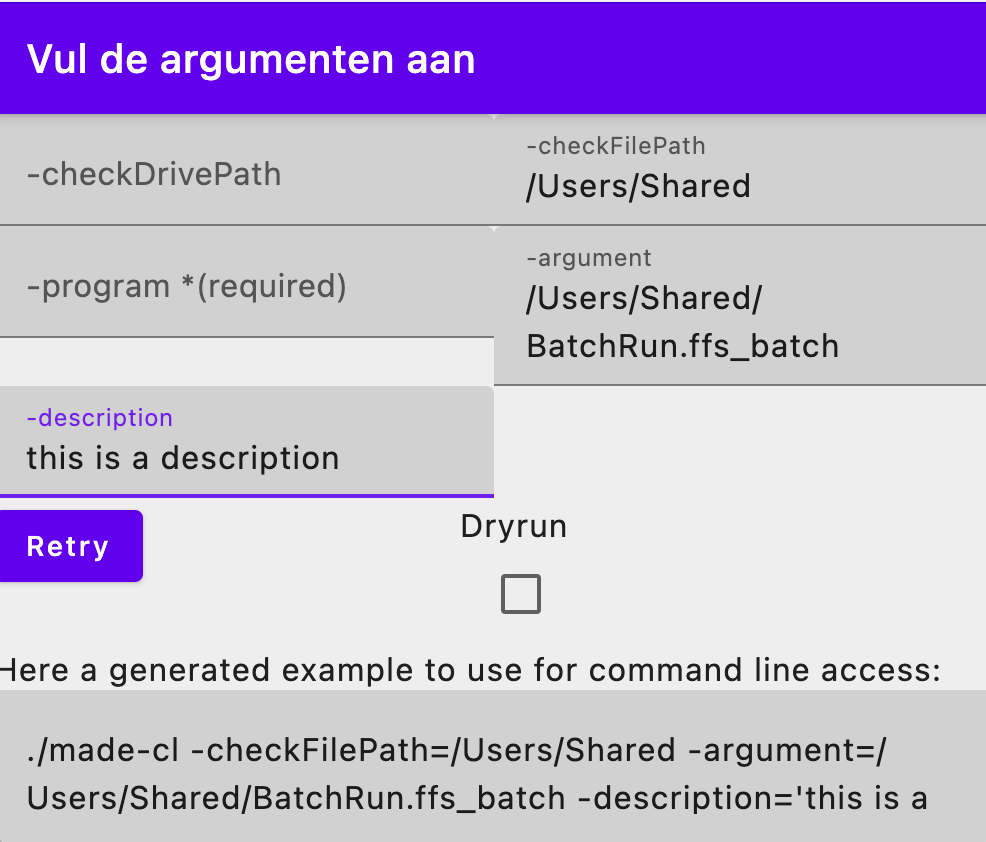 Vul de argumenten aan
-checkDrivePath
-checkFilePath
/Users/Shared
-program *(required)
-argument
/Users/Shared/
BatchRun.ffs_batch
-description
this is a description
Retry
Dryrun
Here a generated example to use for command line access:
./made-cl -checkFilePath=/Users/Shared -argument=/
Users/Shared/BatchRun.ffs_batch -description='this is a